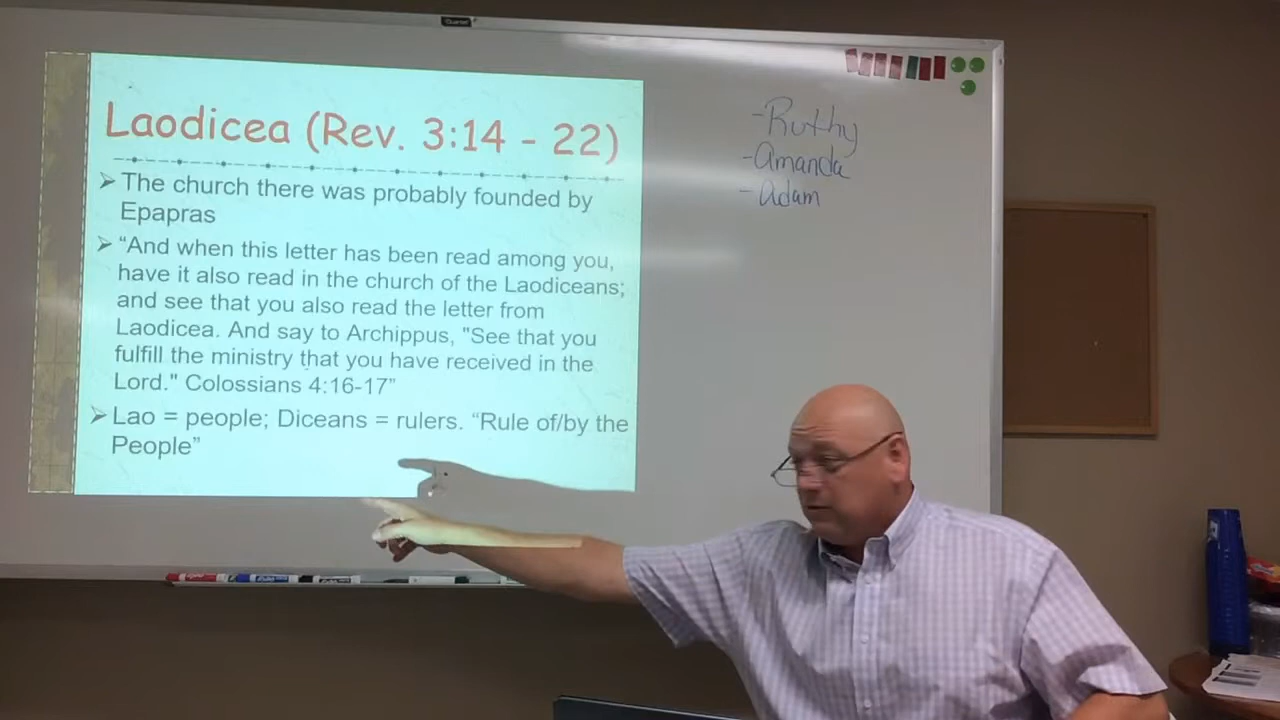 Quartet
Laodicea (Rev. 3:14 - 22)
The church there was probably founded by
Epapras
“And when this letter has been read among you,
have it also read in the church of the Laodiceans;
and see that you also read the letter from
Laodicea. And say to Archippus, "See that you
fulfill the ministry that you have received in the
Lord." Colossians 4:16-17”
Lao = people; Diceans = rulers. “Rule of/by the
People”
-Ruthy
-Amanda
-Adam